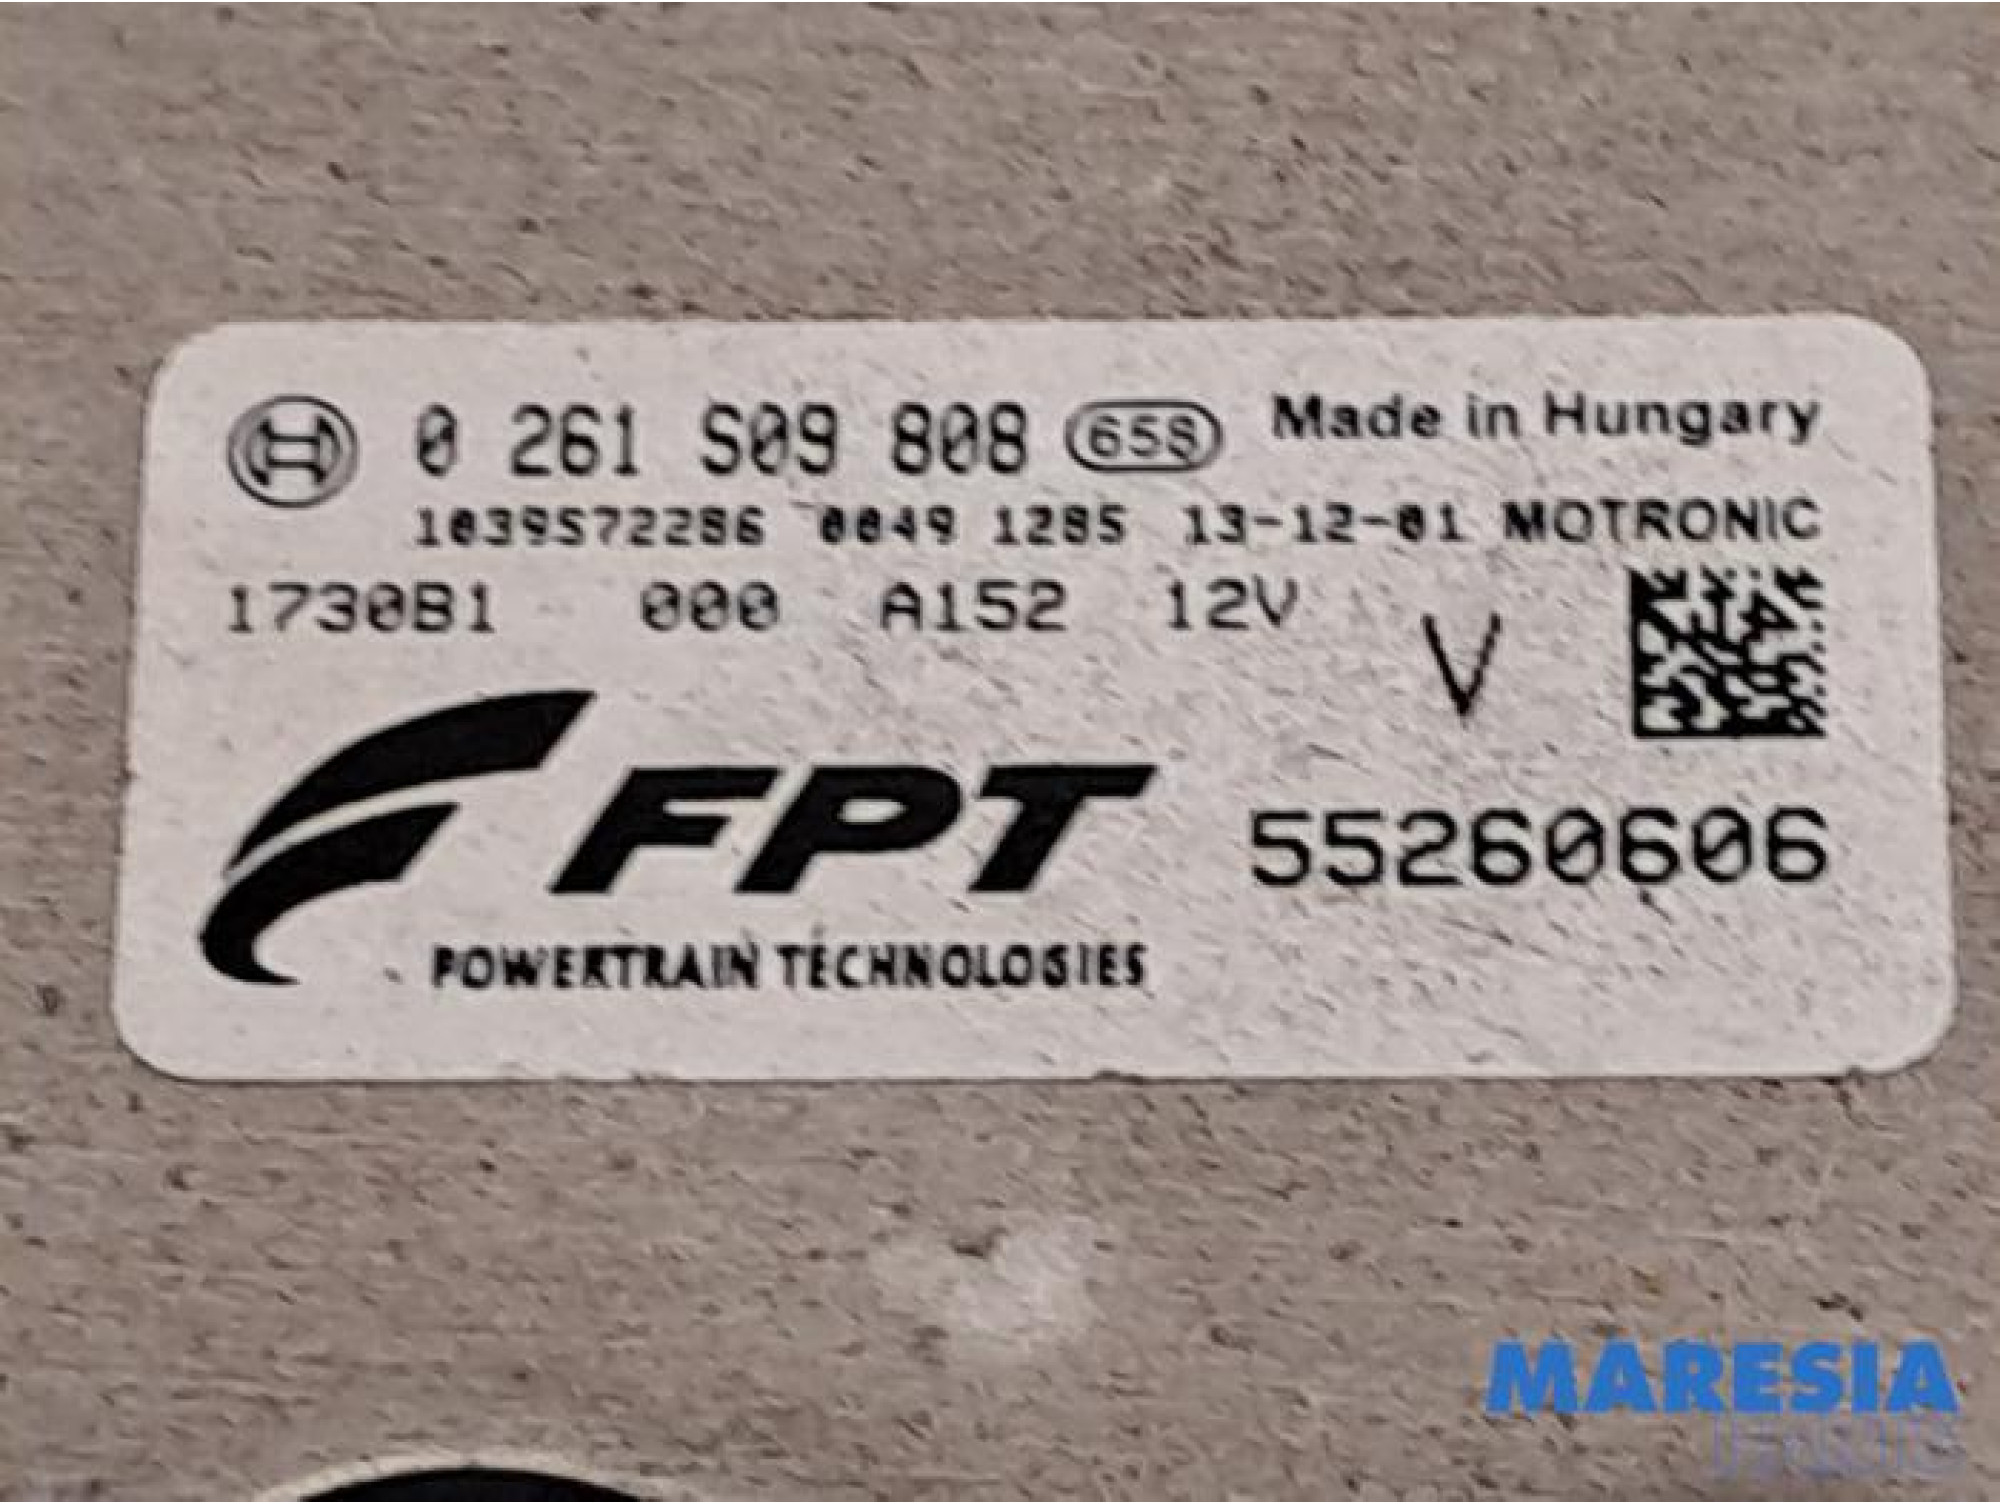 0 261 S09 808 658 Made in Hungary
1039S72286 0049 1285 13-12-01 MOTRONIC
1730B1 000 A152 12V
V
FPT
55260606
POWERTRAIN TECHNOLOGIES
MARESIA